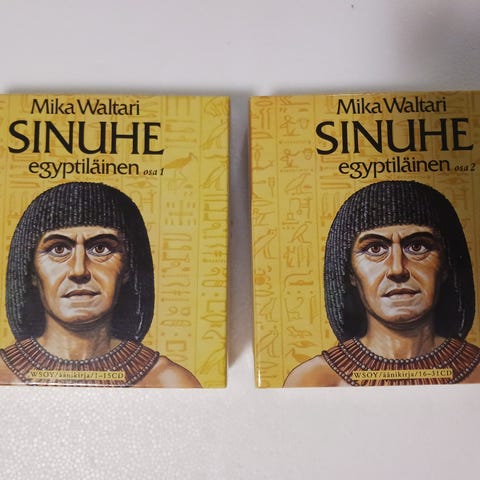 Mika Waltari
SINUHE
egyptiläinen osa 1
WSOY/äänikirja/1–15CD
Mika Waltari
SINUHE
egyptiläinen osa 2
WSOY/äänikirja/16–31CD